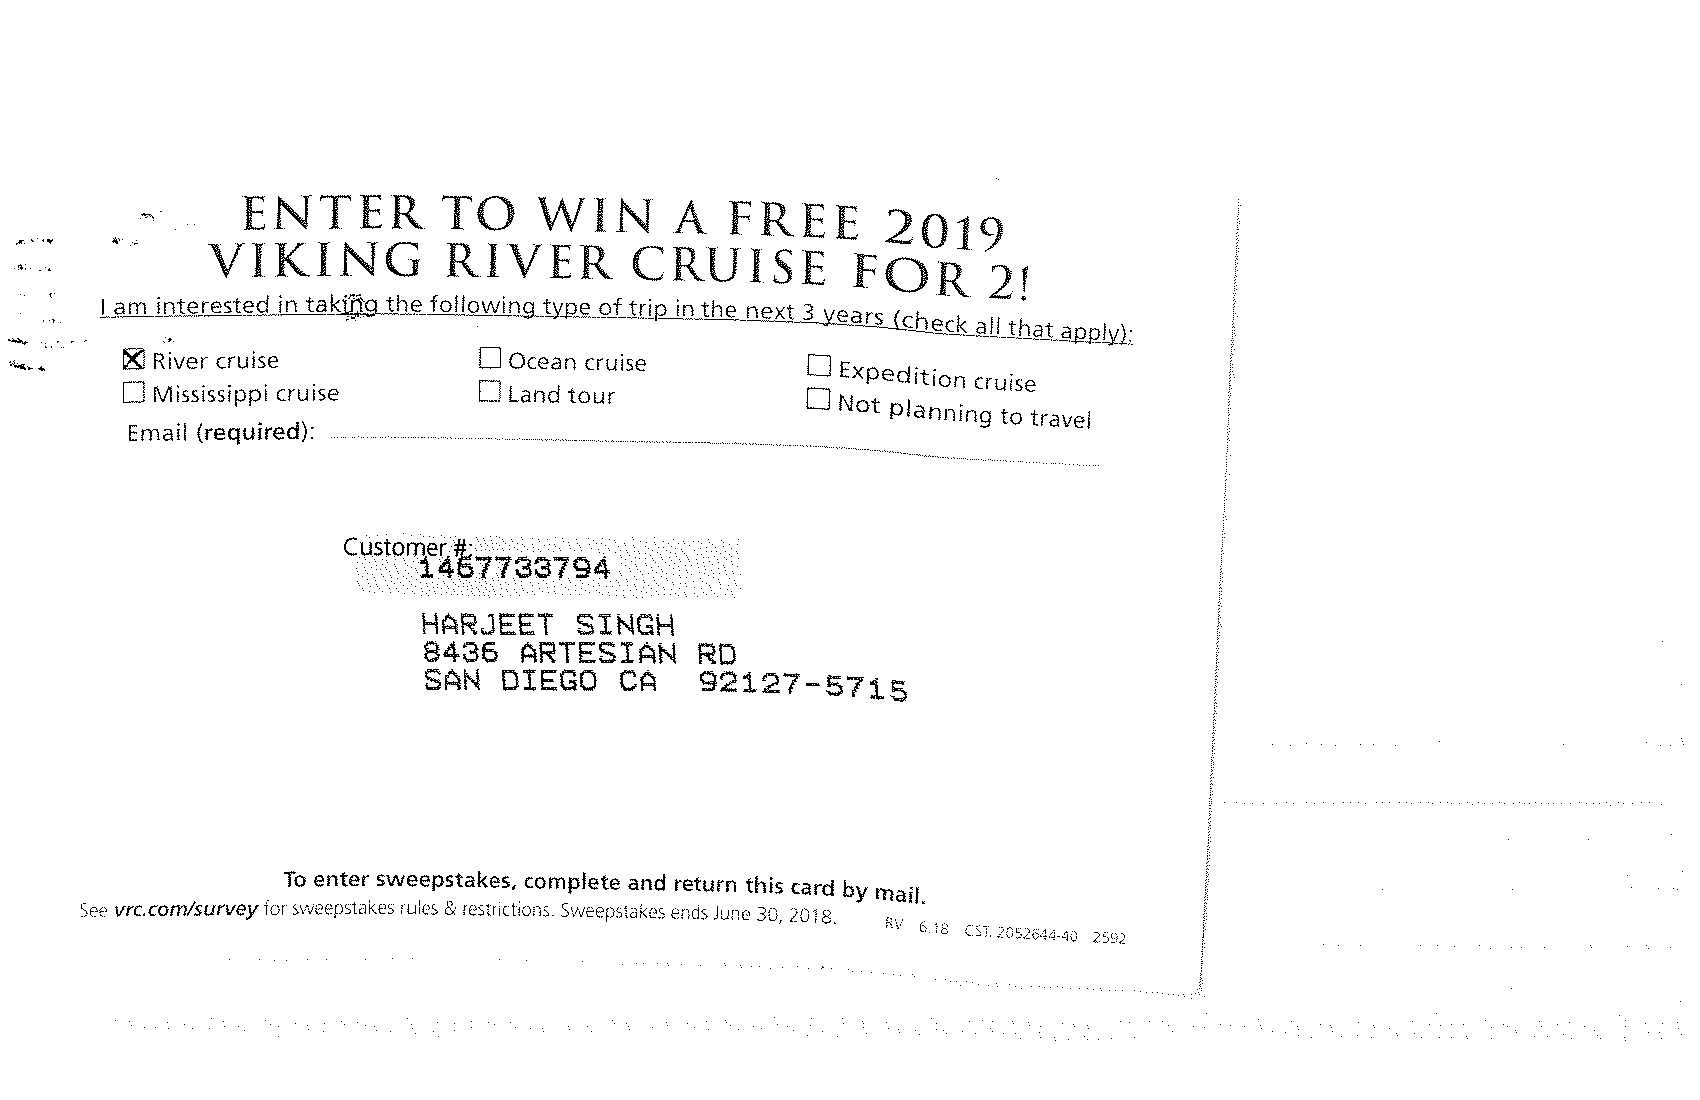 ENTER TO WIN A FREE 2019
VIKING RIVER CRUISE FOR 2!
I am interested in taking the following type of trip in the next 3 years (check all that apply):
☒ River cruise ☐ Ocean cruise ☐ Expedition cruise
☐ Mississippi cruise ☐ Land tour ☐ Not planning to travel
Email (required):
Customer #:
1467733794
HARJEET SINGH
8436 ARTESIAN RD
SAN DIEGO CA 92127-5715
To enter sweepstakes, complete and return this card by mail.
See vrc.com/survey for sweepstakes rules & restrictions. Sweepstakes ends June 30, 2018. RV 6.18 CST. 2052644-40 2592